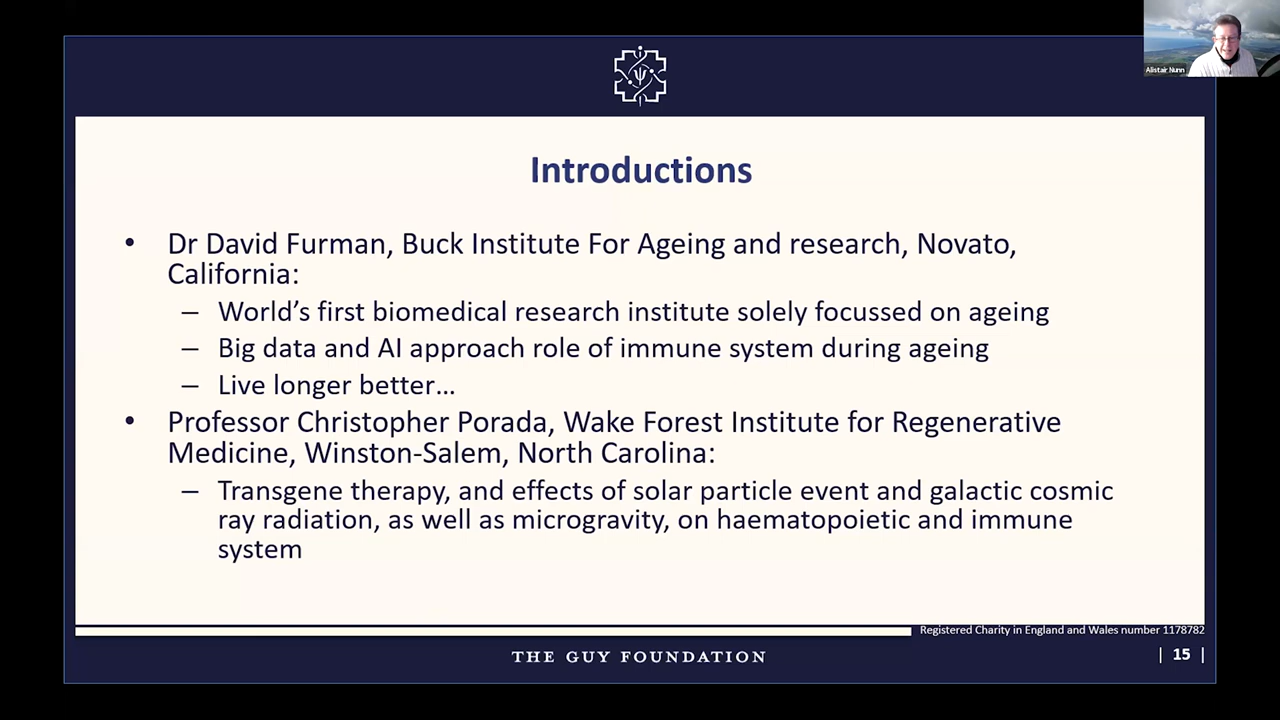 Alistair Nunn
Introductions
• Dr David Furman, Buck Institute For Ageing and research, Novato,
California:
– World's first biomedical research institute solely focussed on ageing
– Big data and AI approach role of immune system during ageing
– Live longer better…
• Professor Christopher Porada, Wake Forest Institute for Regenerative
Medicine, Winston-Salem, North Carolina:
– Transgene therapy, and effects of solar particle event and galactic cosmic
ray radiation, as well as microgravity, on haematopoietic and immune
system
Registered Charity in England and Wales number 1178782
THE GUY FOUNDATION
| 15 |